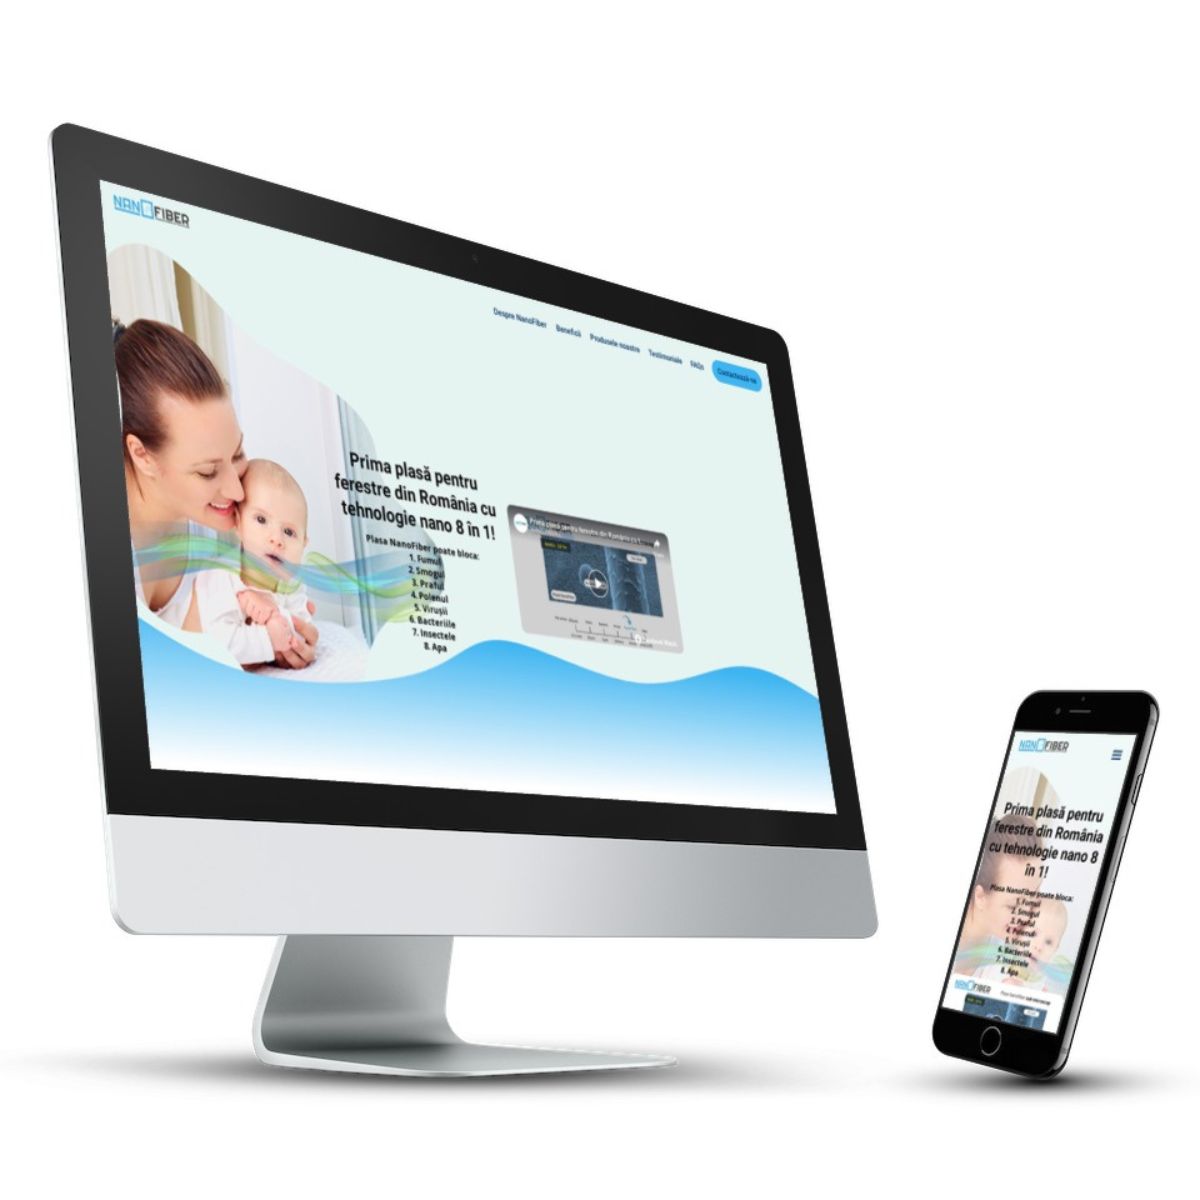 NANOFIBER
Despre NanoFiber Beneficii Produsele noastre Testimoniale FAQs Contactează-ne
Prima plasă pentru
ferestre din România cu
tehnologie nano 8 în 1!
Plasa NanoFiber poate bloca:
1. Fumul
2. Smogul
3. Praful
4. Polenul
5. Virușii
6. Bacteriile
7. Insectele
8. Apa
Prima plasă pentru ferestre din România cu t...
NANOFIBER
Prima plasă pentru
ferestre din România
cu tehnologie nano 8
în 1!
Plasa NanoFiber poate bloca:
1. Fumul
2. Smogul
3. Praful
4. Polenul
5. Virușii
6. Bacteriile
7. Insectele
8. Apa
NANOFIBER